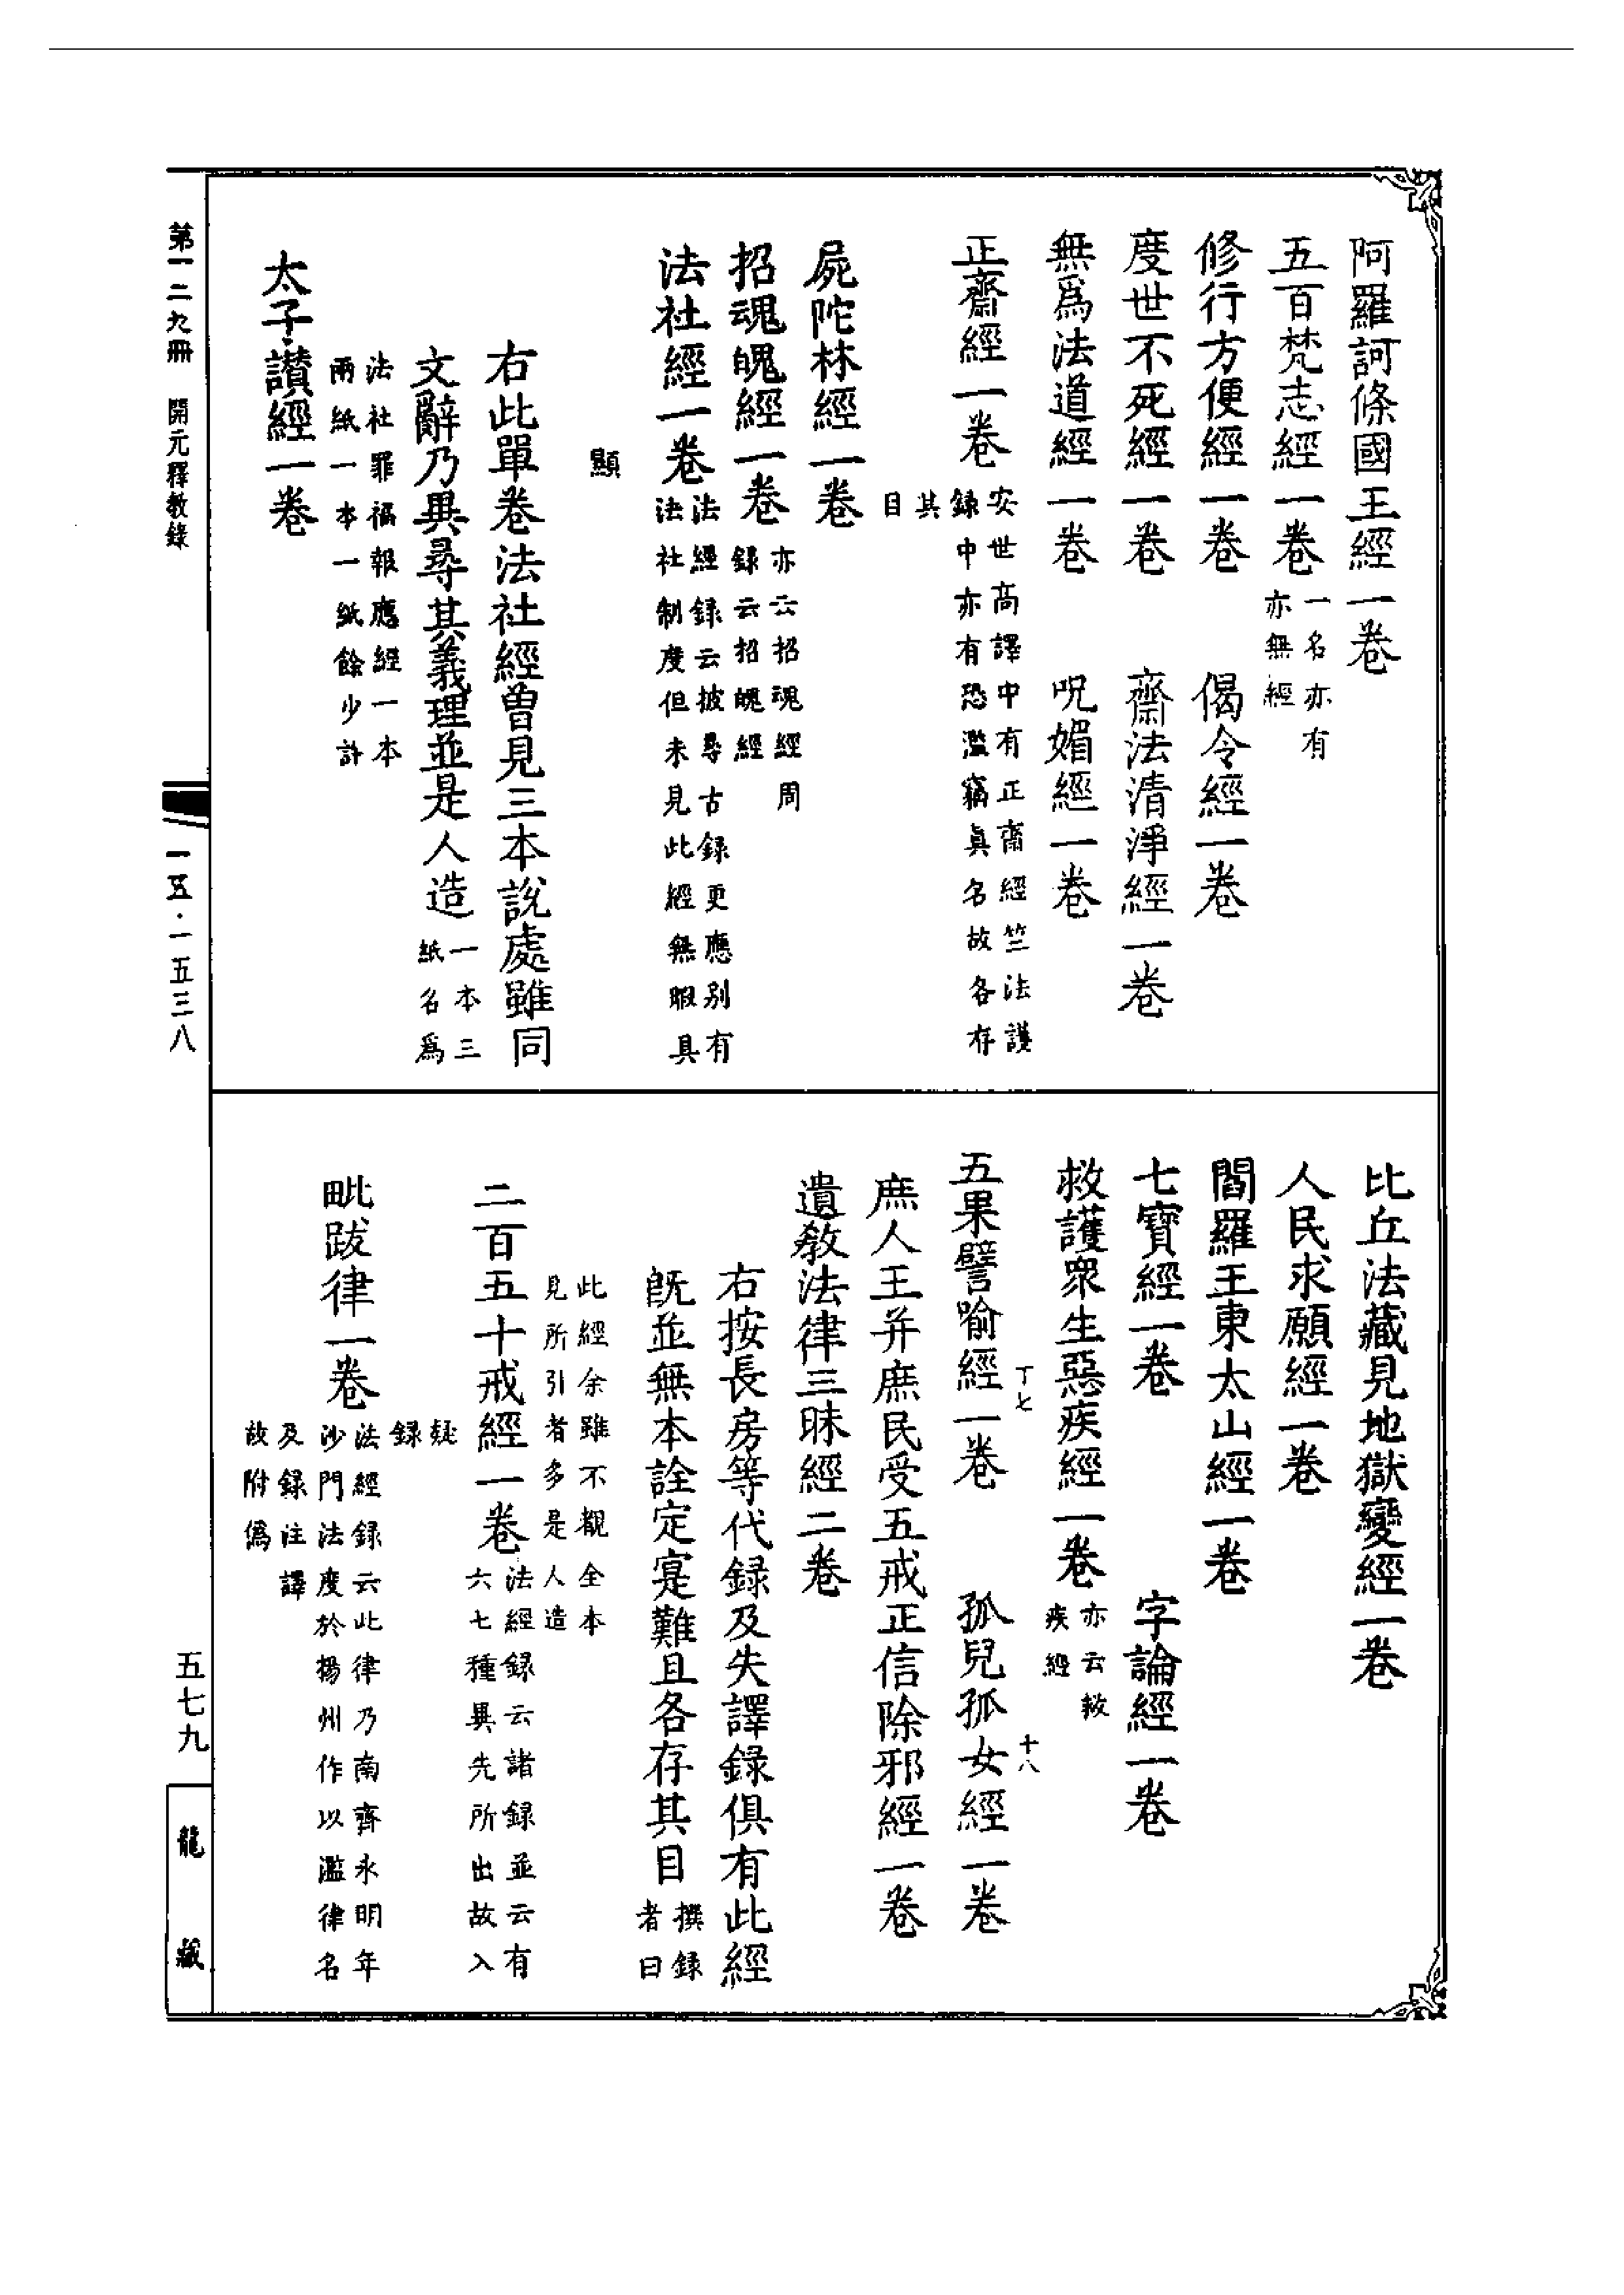 阿羅訶條國王經一卷
五百梵志經一卷一名亦有
亦無經
修行方便經一卷 偈令經一卷
度世不死經一卷 齋法清淨經一卷
無爲法道經一卷 呪媚經一卷
正齋經一卷安世高譯中有正齋經竺法護
錄中亦有恐濫竊眞名故各存
其
目
屍陀林經一卷
招魂魄經一卷亦云招魂經周
録云招魄經
法社經一卷法經録云披尋古録更應別有
法社制度但未見此經無暇具
顯
右此單卷法社經曾見三本說處雖同
文辭乃異尋其義理並是人造一本三
紙名爲
法社罪福報應經一本
兩紙一本一紙餘少計
太子讃經一卷
比丘法藏見地獄變經一卷
人民求願經一卷
閻羅王東太山經一卷
七寶經一卷 字論經一卷
救護衆生惡疾經一卷亦云救
疾經
五果譬喻經一卷 孤兒孤女經一卷
丁七
十八
庶人王并庶民受五戒正信除邪經一卷
遺教法律三昧經二卷
右按長房等代録及失譯録俱有此經
旣並無本詮定寔難且各存其目撰録
者曰
此經余雖不覩全本
見所引者多是人造
二百五十戒經一卷法經録云諸録並云有
六七種異先所出故入
疑
録
毗跋律一卷法經録云此律乃南齊永明年
沙門法度於揚州作以濫律名
及録注譯
故附僞
第一二九冊 開元釋教錄
一五·一五三八
五七九
龍藏